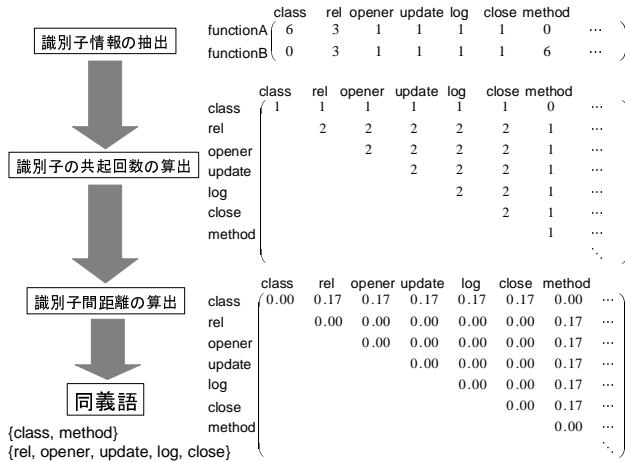 class rel opener update log close method
識別子情報の抽出
functionA 6 3 1 1 1 1 0 …
functionB 0 3 1 1 1 1 6 …
class rel opener update log close method
class 1 1 1 1 1 1 0 …
rel 2 2 2 2 2 1 …
識別子の共起回数の算出
opener 2 2 2 2 1 …
update 2 2 2 1 …
log 2 2 1 …
close 2 1 …
method 1 …
⋱
class rel opener update log close method
識別子間距離の算出
class 0.00 0.17 0.17 0.17 0.17 0.17 0.00 …
rel 0.00 0.00 0.00 0.00 0.00 0.17 …
opener 0.00 0.00 0.00 0.00 0.17 …
update 0.00 0.00 0.00 0.17 …
log 0.00 0.00 0.17 …
close 0.00 0.17 …
method 0.00 …
⋱
同義語
{class, method}
{rel, opener, update, log, close}